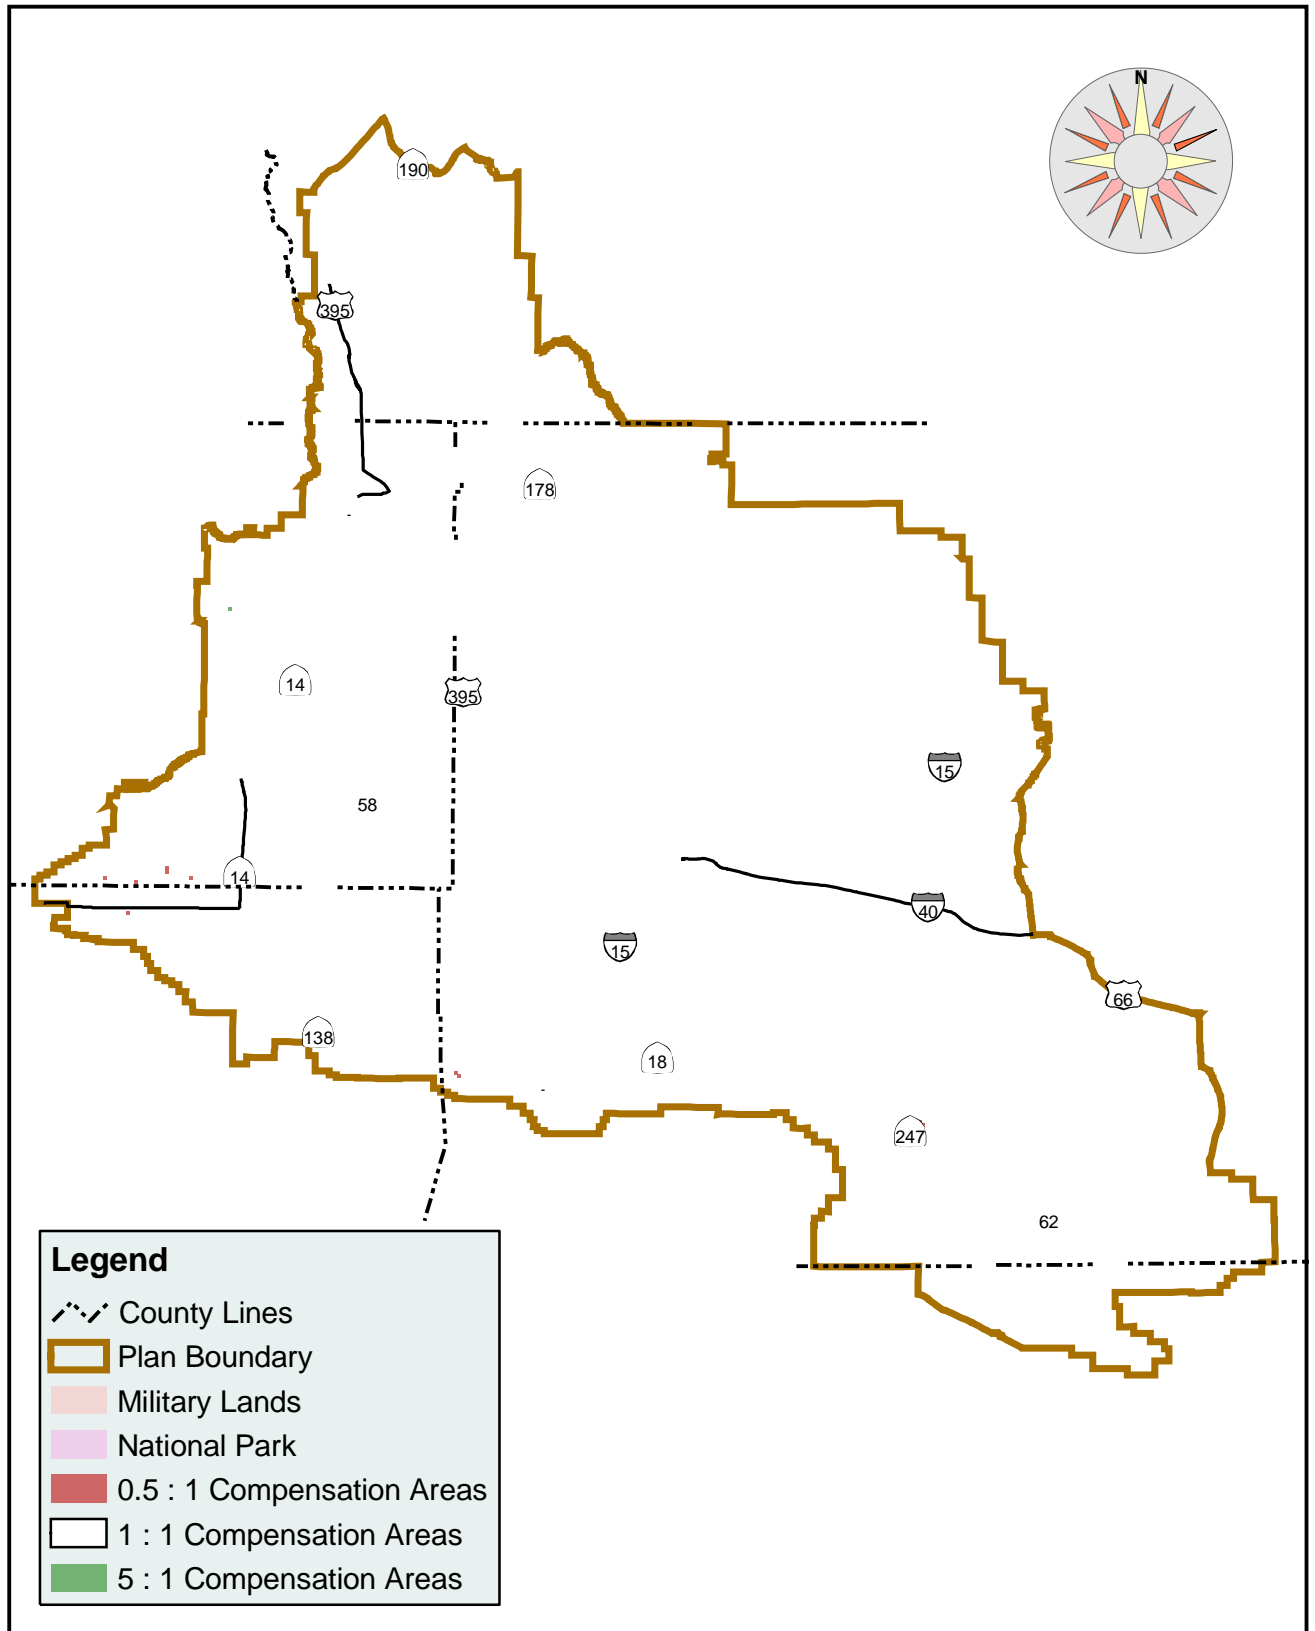 N
190
395
178
14
395
15
58
14
40
15
66
138
18
247
62
Legend
County Lines
Plan Boundary
Military Lands
National Park
0.5 : 1 Compensation Areas
1 : 1 Compensation Areas
5 : 1 Compensation Areas